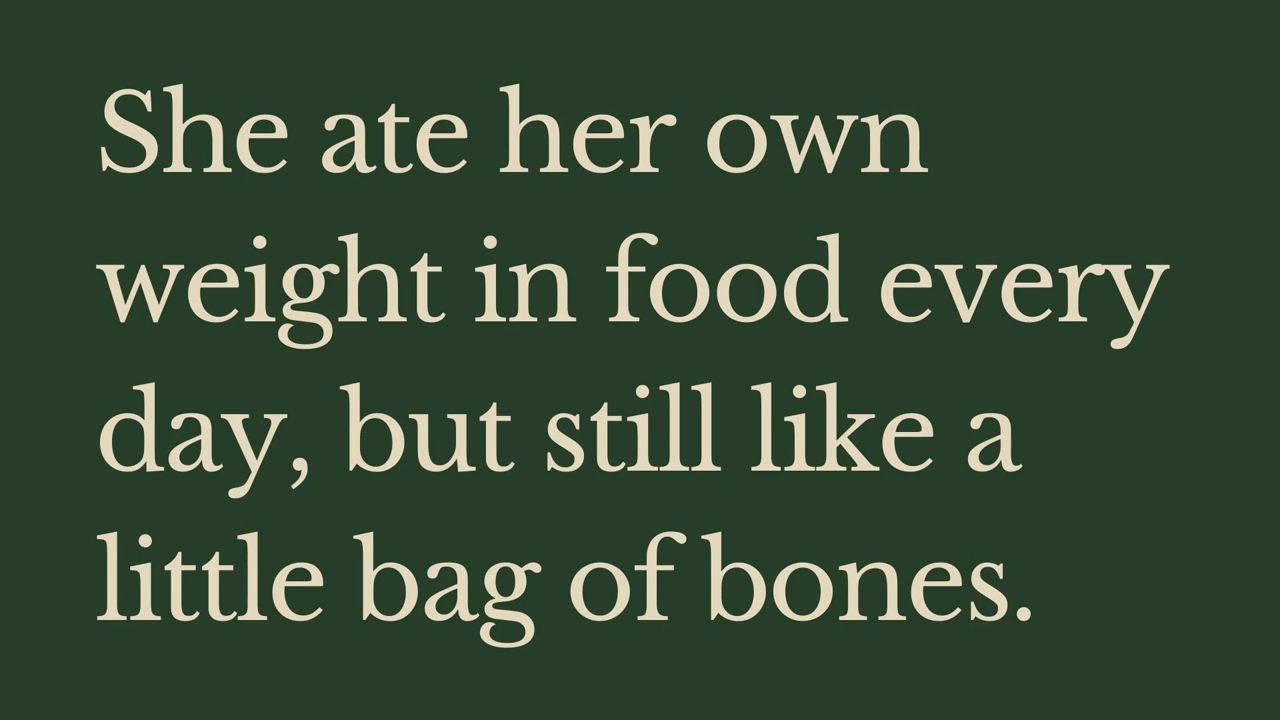 She ate her own
weight in food every
day, but still like a
little bag of bones.